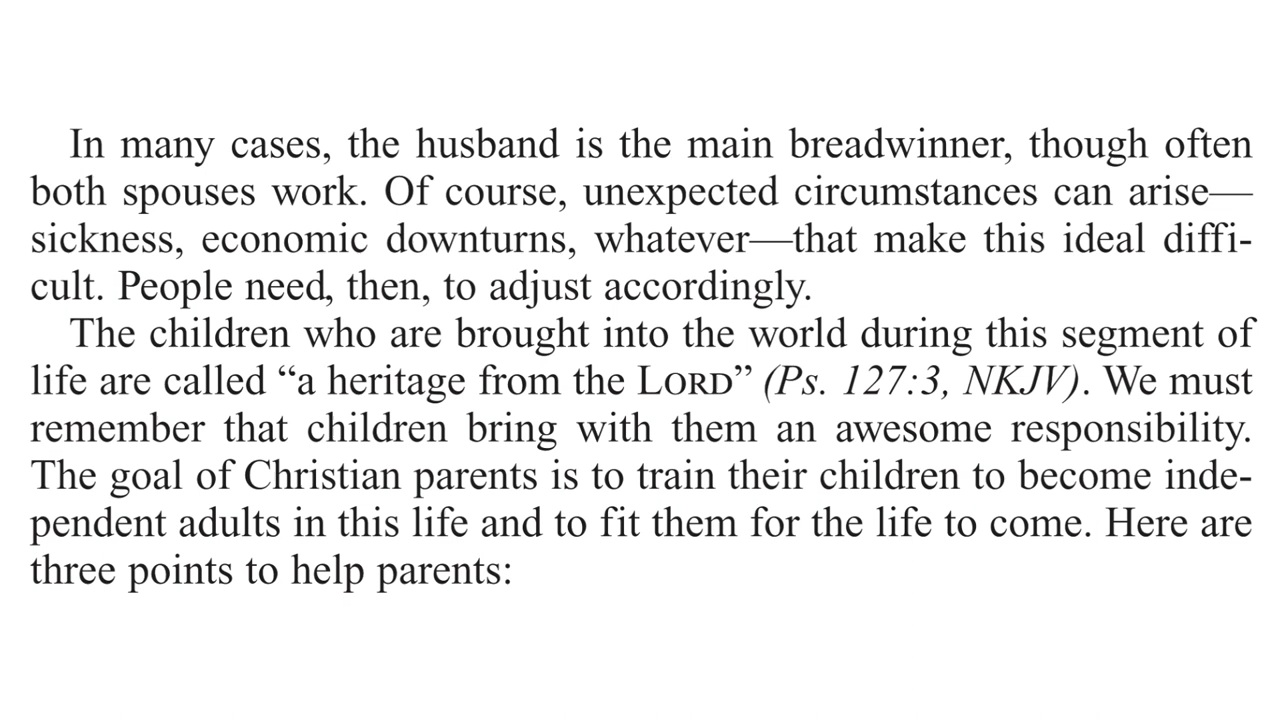 In many cases, the husband is the main breadwinner, though often
both spouses work. Of course, unexpected circumstances can arise—
sickness, economic downturns, whatever—that make this ideal diffi-
cult. People need, then, to adjust accordingly.
The children who are brought into the world during this segment of
life are called “a heritage from the LORD” (Ps. 127:3, NKJV). We must
remember that children bring with them an awesome responsibility.
The goal of Christian parents is to train their children to become inde-
pendent adults in this life and to fit them for the life to come. Here are
three points to help parents: